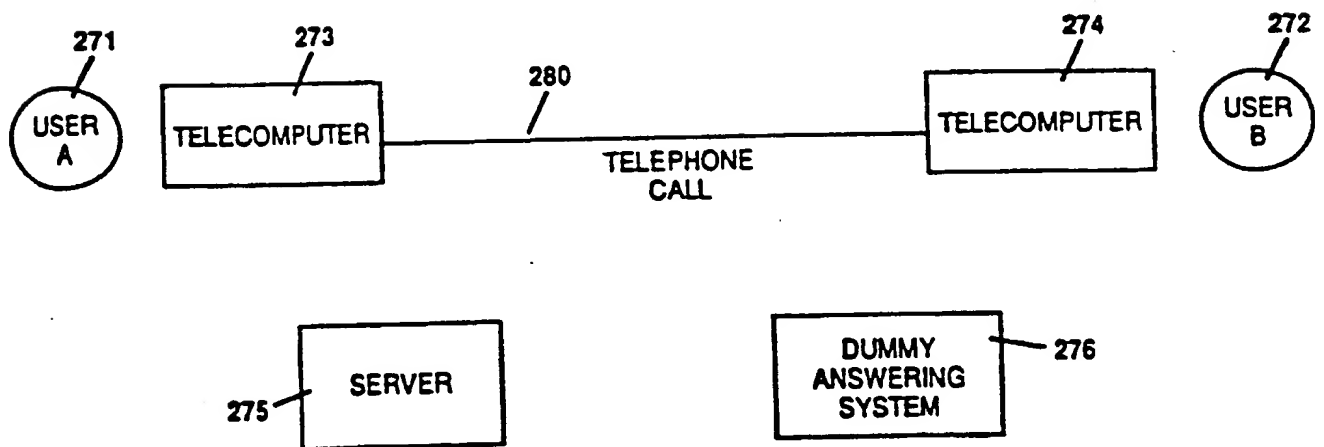 271
273
280
274
272
USER
A
TELECOMPUTER
TELEPHONE
CALL
TELECOMPUTER
USER
B
275
SERVER
DUMMY
ANSWERING
SYSTEM
276